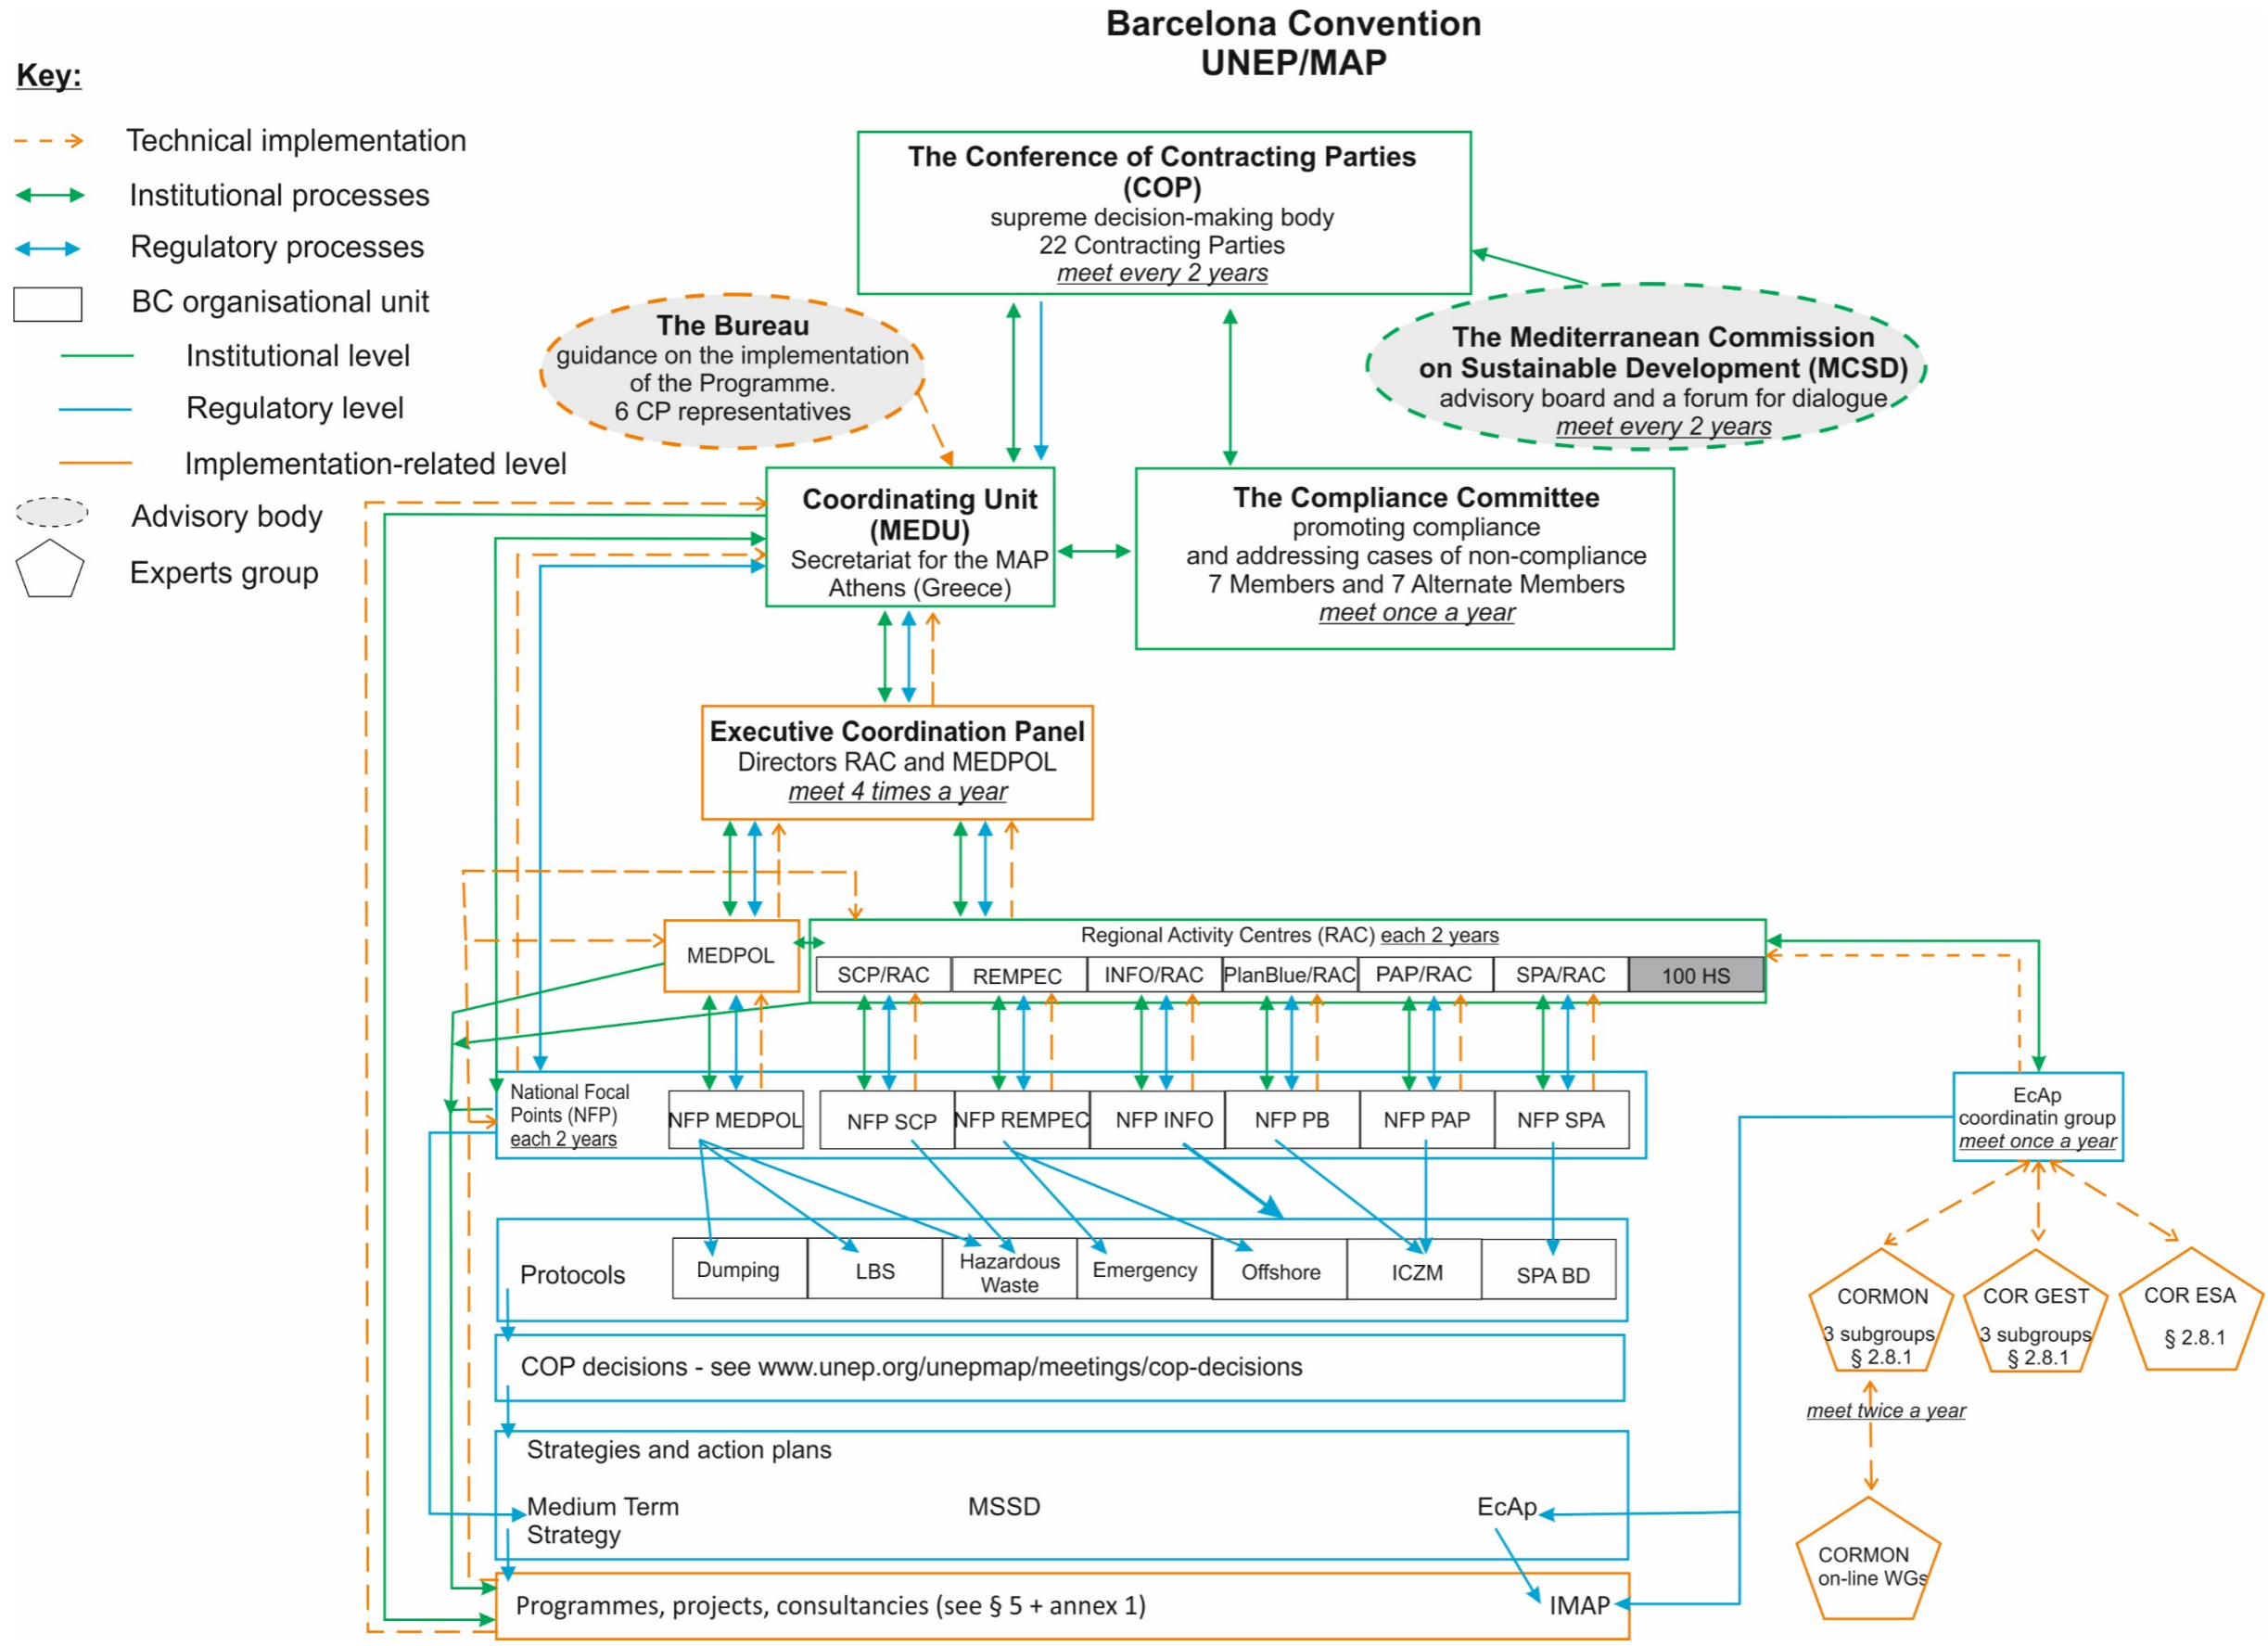 Barcelona Convention
UNEP/MAP
Key:
Technical implementation
Institutional processes
Regulatory processes
BC organisational unit
Institutional level
Regulatory level
Implementation-related level
Advisory body
Experts group
The Conference of Contracting Parties
(COP)
supreme decision-making body
22 Contracting Parties
meet every 2 years
The Bureau
guidance on the implementation
of the Programme.
6 CP representatives
The Mediterranean Commission
on Sustainable Development (MCSD)
advisory board and a forum for dialogue
meet every 2 years
Coordinating Unit
(MEDU)
Secretariat for the MAP
Athens (Greece)
The Compliance Committee
promoting compliance
and addressing cases of non-compliance
7 Members and 7 Alternate Members
meet once a year
Executive Coordination Panel
Directors RAC and MEDPOL
meet 4 times a year
MEDPOL
Regional Activity Centres (RAC) each 2 years
SCP/RAC
REMPEC
INFO/RAC
PlanBlue/RAC
PAP/RAC
SPA/RAC
100 HS
National Focal
Points (NFP)
each 2 years
NFP MEDPOL
NFP SCP
NFP REMPEC
NFP INFO
NFP PB
NFP PAP
NFP SPA
EcAp
coordinatin group
meet once a year
Protocols
Dumping
LBS
Hazardous
Waste
Emergency
Offshore
ICZM
SPA BD
COP decisions - see www.unep.org/unepmap/meetings/cop-decisions
Strategies and action plans
Medium Term
Strategy
MSSD
EcAp
Programmes, projects, consultancies (see § 5 + annex 1)
IMAP
CORMON
3 subgroups
§ 2.8.1
COR GEST
3 subgroups
§ 2.8.1
COR ESA
§ 2.8.1
meet twice a year
CORMON
on-line WGs